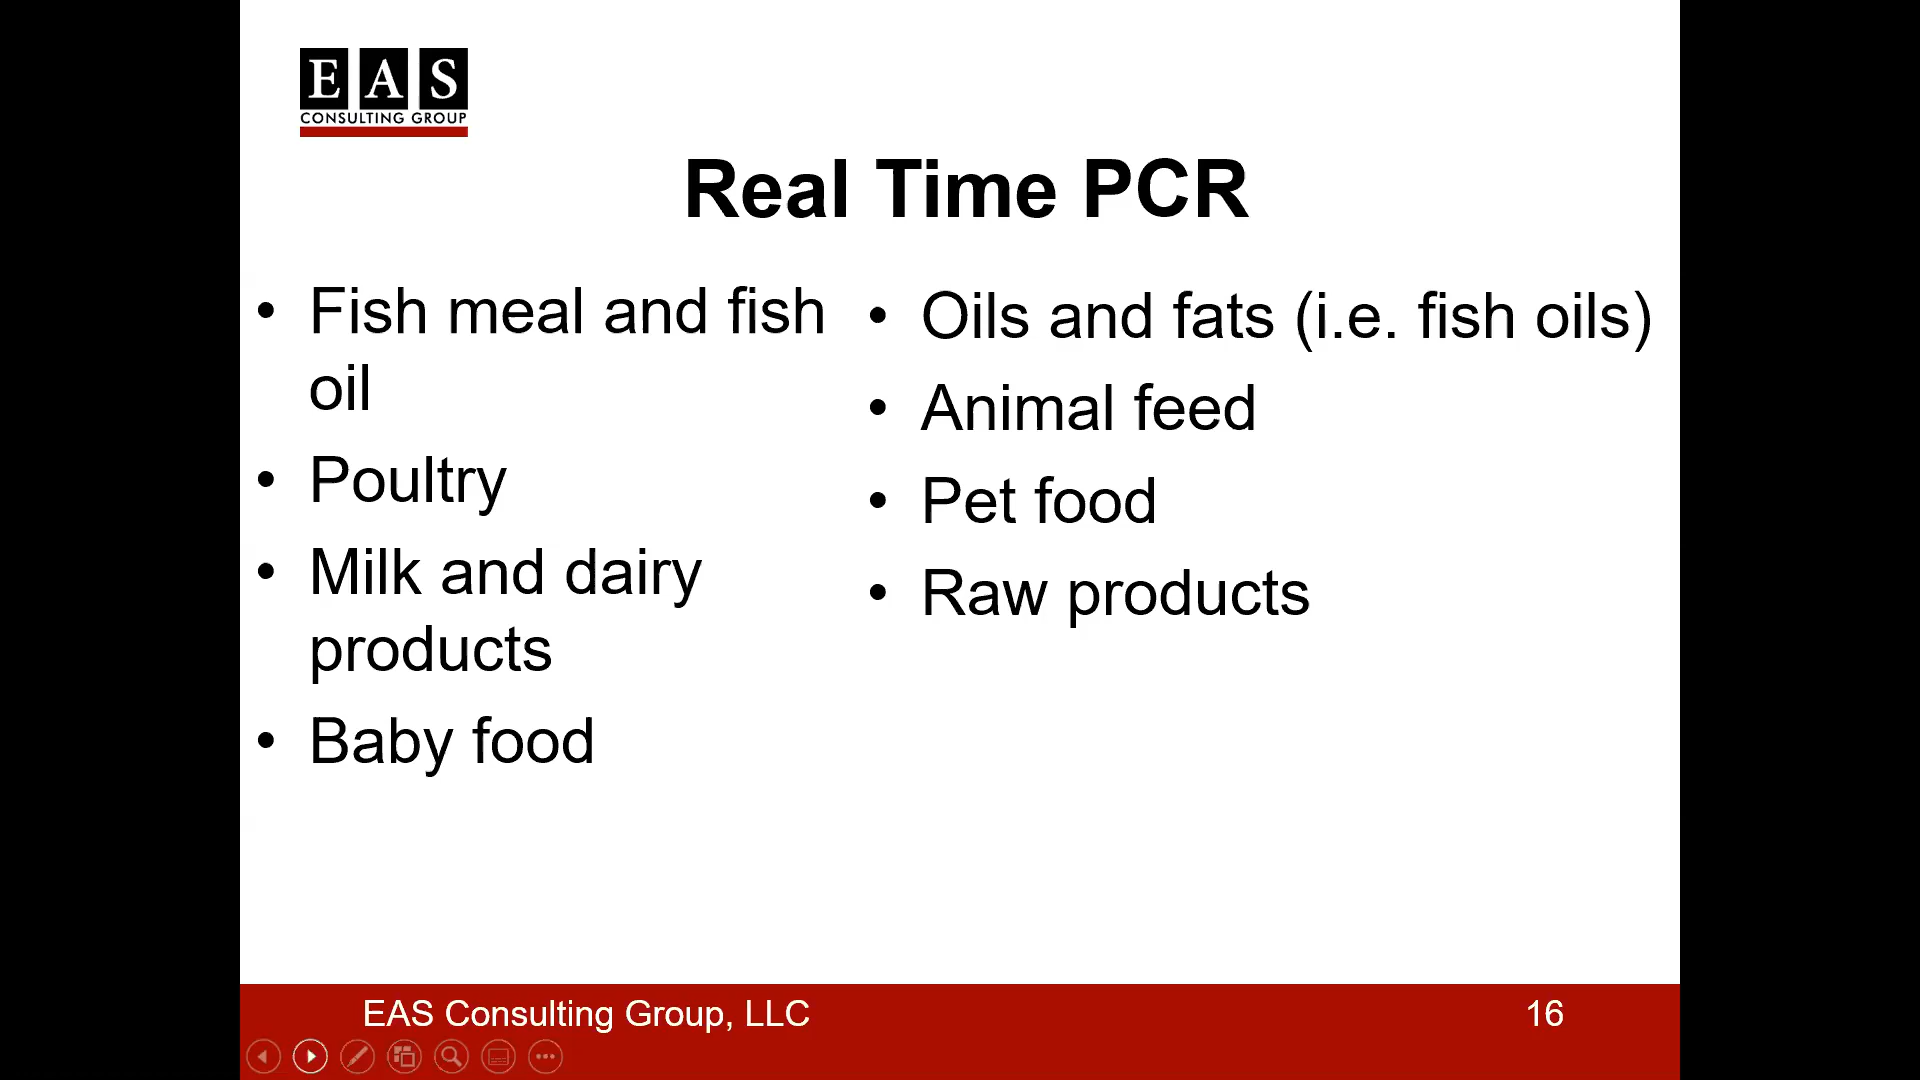 EAS
CONSULTING GROUP
Real Time PCR
• Fish meal and fish
oil
• Poultry
• Milk and dairy
products
• Baby food
• Oils and fats (i.e. fish oils)
• Animal feed
• Pet food
• Raw products
EAS Consulting Group, LLC
16